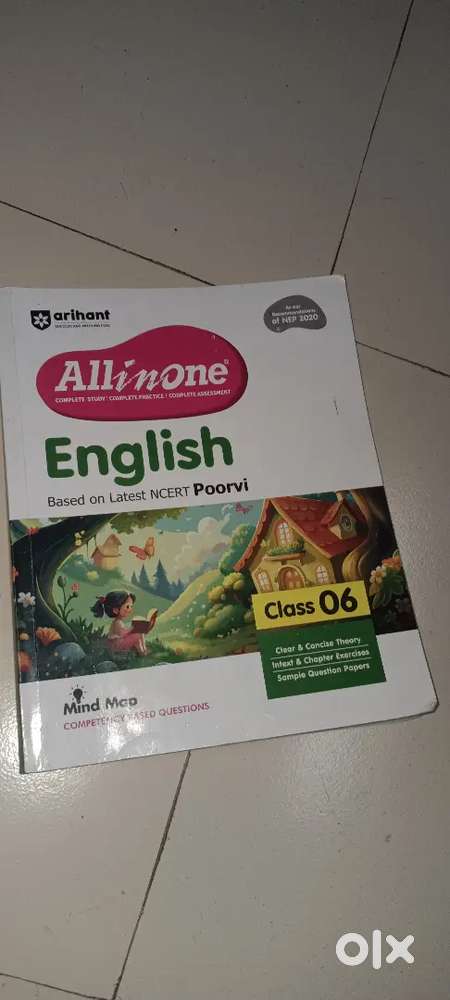 arihant
As per
Recommendations
of NEP 2020
All in One
COMPLETE STUDY | COMPLETE PRACTICE | COMPLETE ASSESSMENT
English
Based on Latest NCERT Poorvi
Class 06
Clear & Concise Theory
Intext & Chapter Exercises
Sample Question Papers
Mind Map
COMPETENCY BASED QUESTIONS
olx